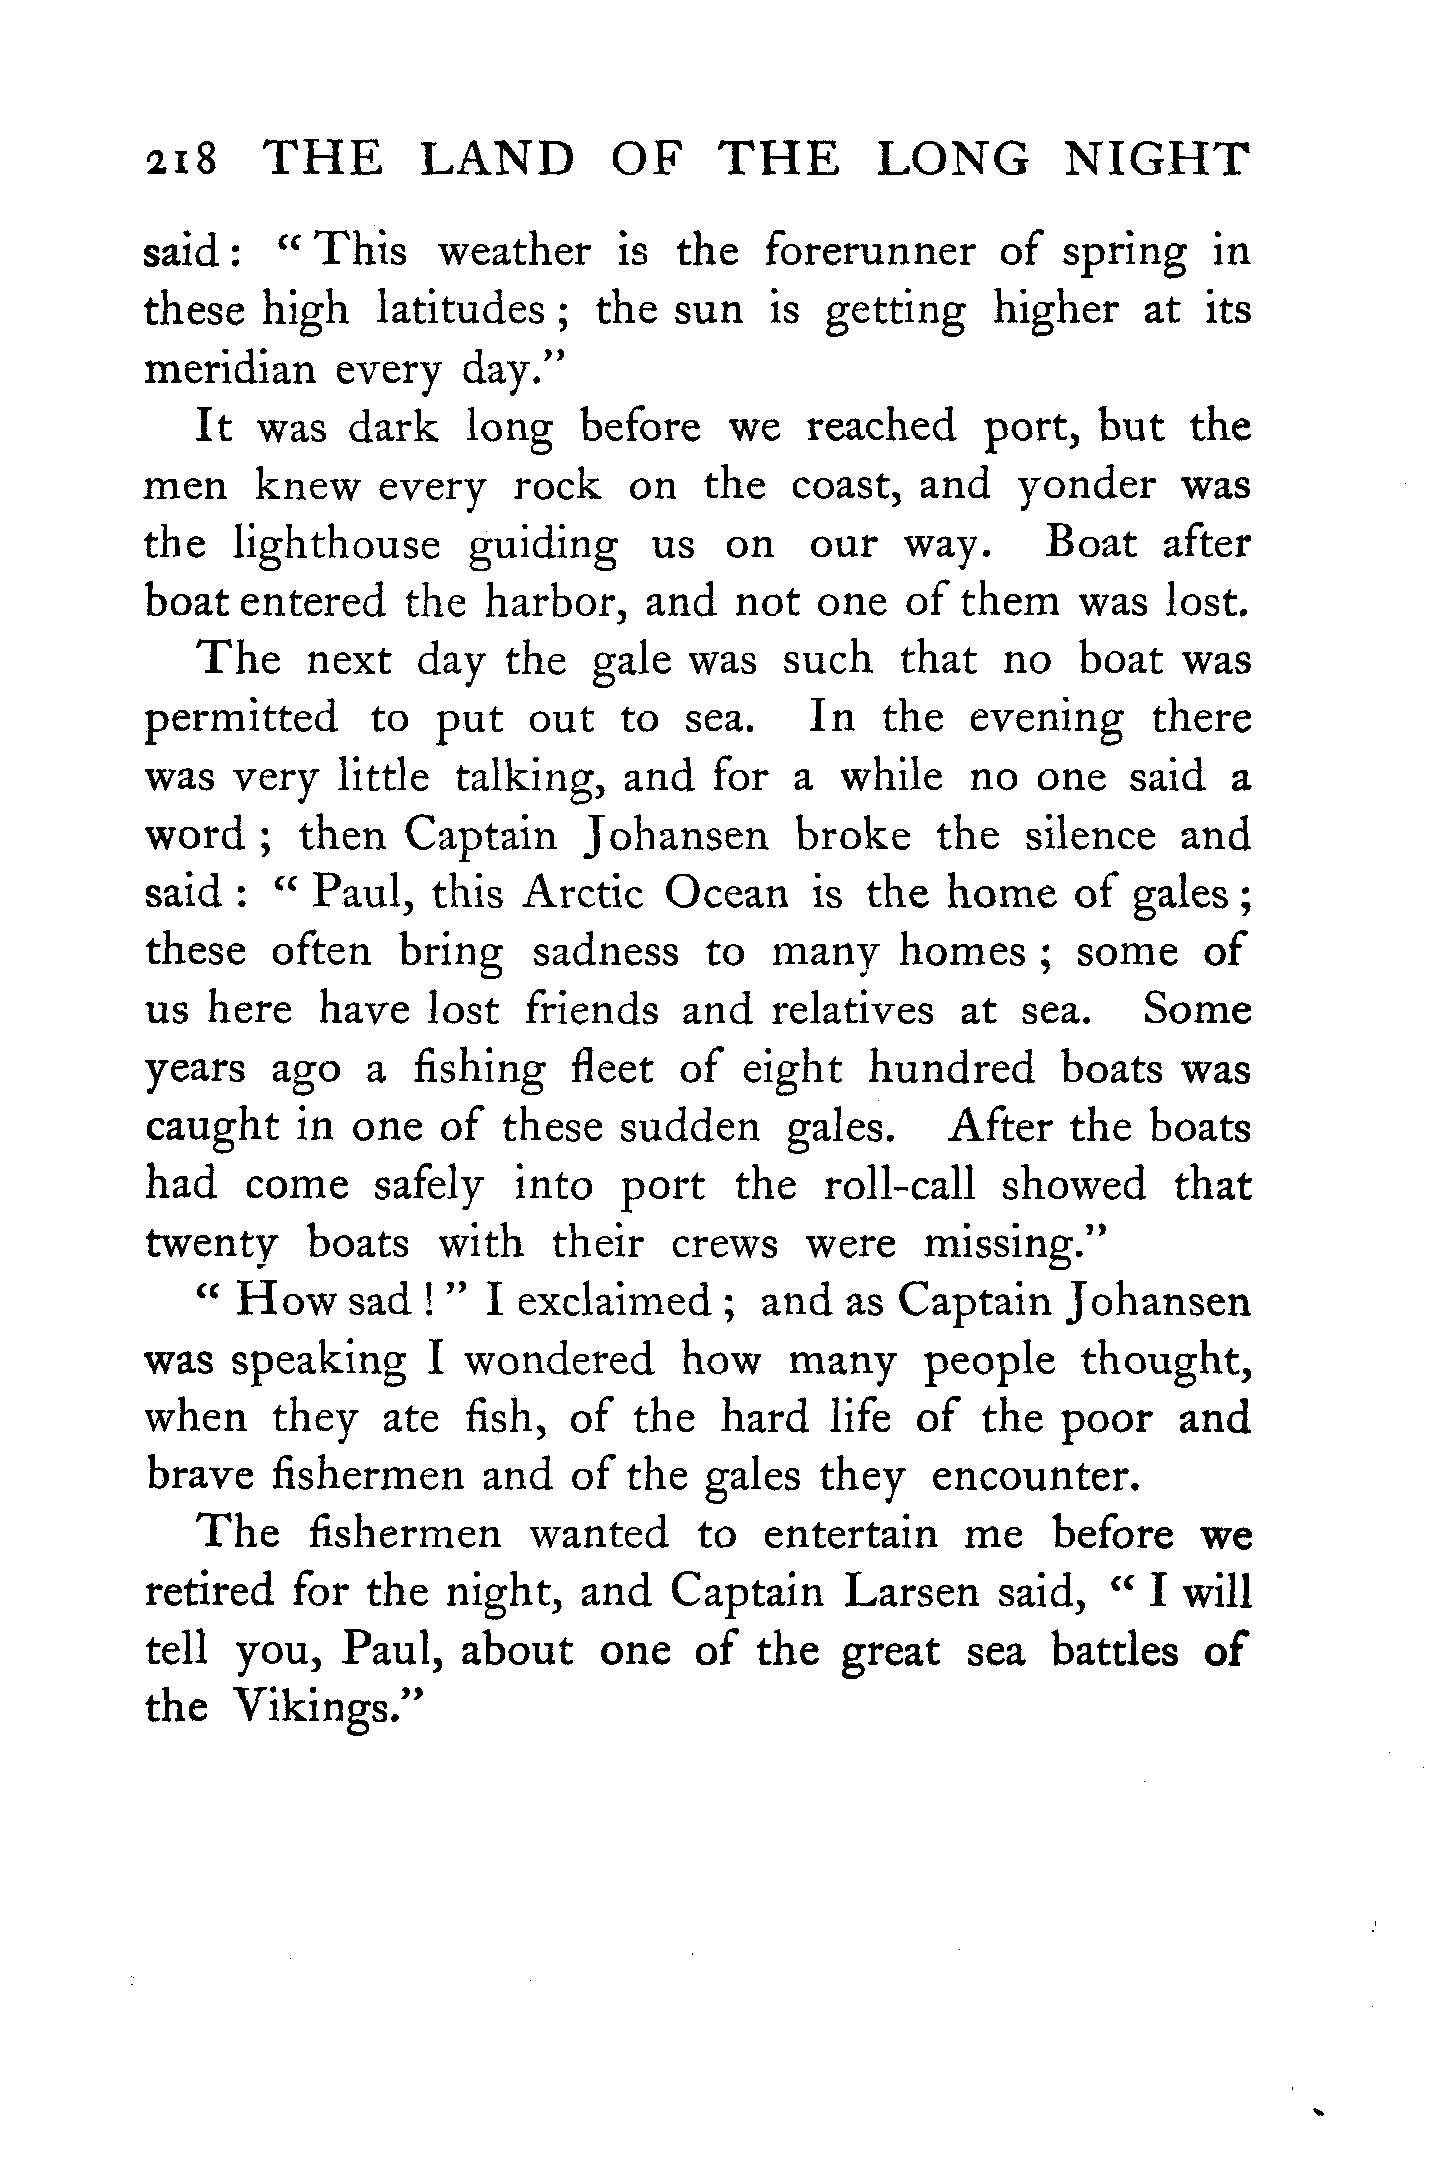 218 THE LAND OF THE LONG NIGHT
said : “ This weather is the forerunner of spring in
these high latitudes ; the sun is getting higher at its
meridian every day.”
It was dark long before we reached port, but the
men knew every rock on the coast, and yonder was
the lighthouse guiding us on our way. Boat after
boat entered the harbor, and not one of them was lost.
The next day the gale was such that no boat was
permitted to put out to sea. In the evening there
was very little talking, and for a while no one said a
word ; then Captain Johansen broke the silence and
said : “ Paul, this Arctic Ocean is the home of gales ;
these often bring sadness to many homes ; some of
us here have lost friends and relatives at sea. Some
years ago a fishing fleet of eight hundred boats was
caught in one of these sudden gales. After the boats
had come safely into port the roll-call showed that
twenty boats with their crews were missing.”
“ How sad ! ” I exclaimed ; and as Captain Johansen
was speaking I wondered how many people thought,
when they ate fish, of the hard life of the poor and
brave fishermen and of the gales they encounter.
The fishermen wanted to entertain me before we
retired for the night, and Captain Larsen said, “ I will
tell you, Paul, about one of the great sea battles of
the Vikings.”